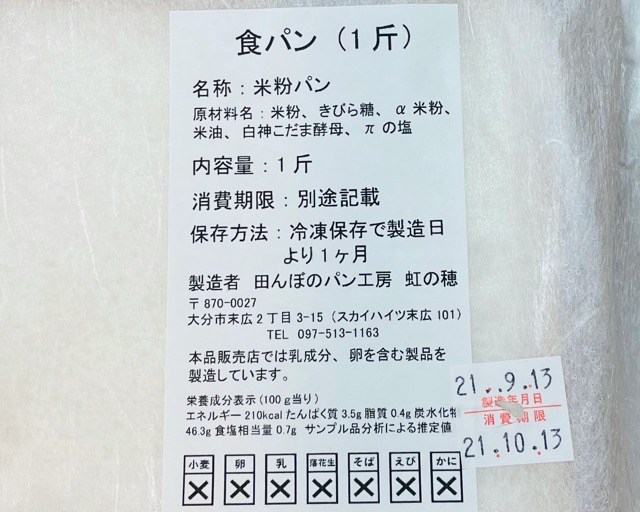 食パン（1斤）
名称：米粉パン
原材料名：米粉、きびら糖、α米粉、
米油、白神こだま酵母、πの塩
内容量：1斤
消費期限：別途記載
保存方法：冷凍保存で製造日
より1ヶ月
製造者 田んぼのパン工房 虹の穂
〒870-0027
大分市末広2丁目3-15（スカイハイツ末広101）
TEL 097-513-1163
本品販売店では乳成分、卵を含む製品を
製造しています。
栄養成分表示（100g当り）
エネルギー210kcalたんぱく質3.5g脂質0.4g炭水化物
46.3g食塩相当量0.7g サンプル品分析による推定値
小麦 卵 乳 落花生 そば えび かに
21..9.13
製造年月日
消費期限
21.10.13